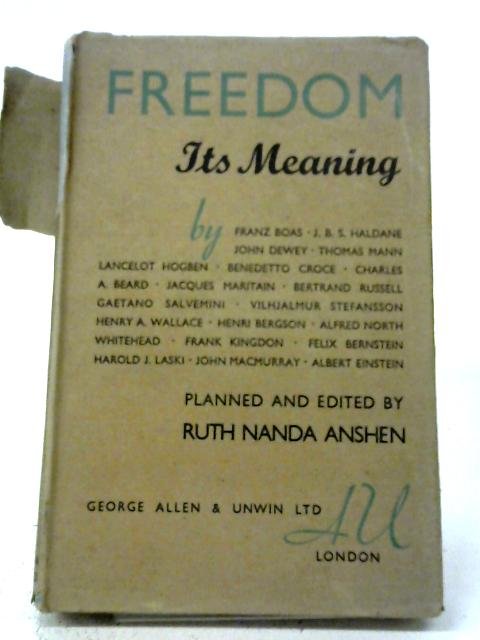 FREEDOM
Its Meaning
by FRANZ BOAS · J. B. S. HALDANE
JOHN DEWEY · THOMAS MANN
LANCELOT HOGBEN · BENEDETTO CROCE · CHARLES
A. BEARD · JACQUES MARITAIN · BERTRAND RUSSELL
GAETANO SALVEMINI · VILHJALMUR STEFANSSON
HENRY A. WALLACE · HENRI BERGSON · ALFRED NORTH
WHITEHEAD · FRANK KINGDON · FELIX BERNSTEIN
HAROLD J. LASKI · JOHN MACMURRAY · ALBERT EINSTEIN
PLANNED AND EDITED BY
RUTH NANDA ANSHEN
GEORGE ALLEN & UNWIN LTD
AU
LONDON